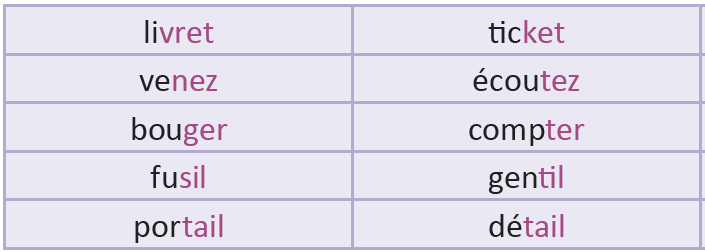 livret ticket
venez écoutez
bouger compter
fusil gentil
portail détail